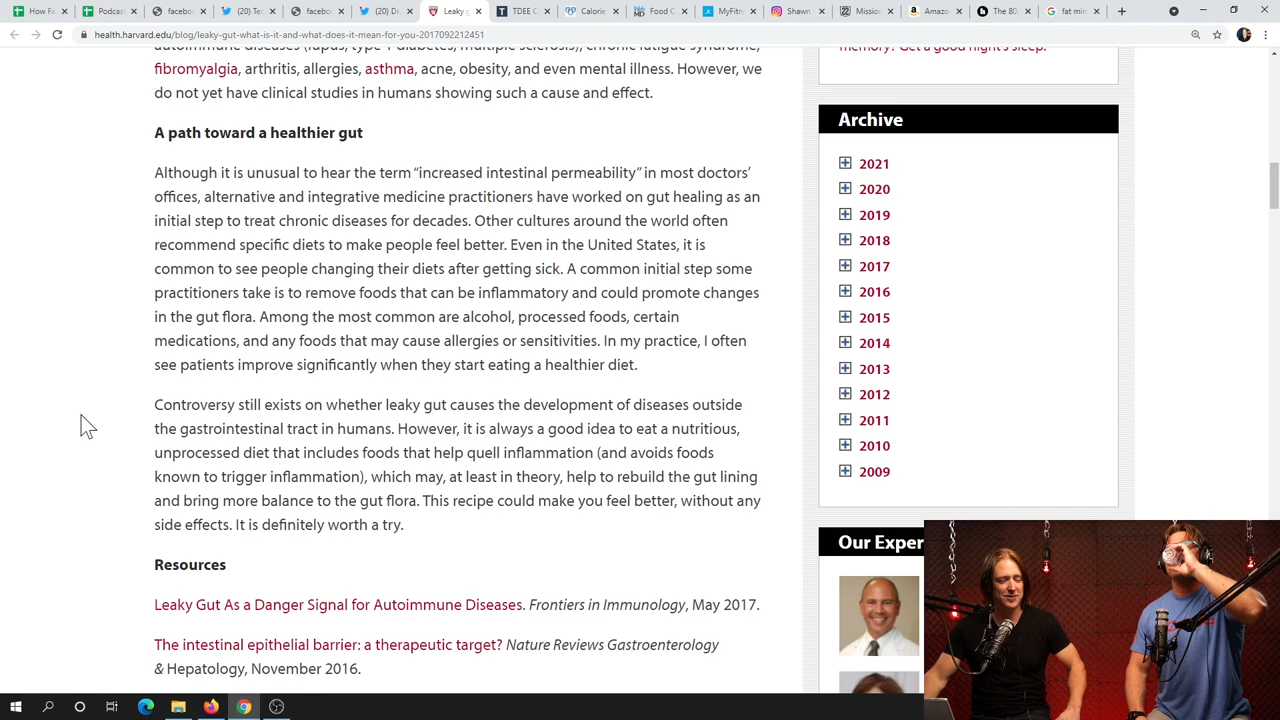 How Fa
Podcas
facebo
(20) Te
facebo
(20) Dr
Leaky g
TDEE C
Calorie
Food C
MyFitn
Shawn
Missio
Amazo
The 80
health.harvard.edu/blog/leaky-gut-what-is-it-and-what-does-it-mean-for-you-2017092212451
autoimmune diseases (lupus, type 1 diabetes, multiple sclerosis), chronic fatigue syndrome,
fibromyalgia, arthritis, allergies, asthma, acne, obesity, and even mental illness. However, we
do not yet have clinical studies in humans showing such a cause and effect.
A path toward a healthier gut
Although it is unusual to hear the term “increased intestinal permeability” in most doctors’
offices, alternative and integrative medicine practitioners have worked on gut healing as an
initial step to treat chronic diseases for decades. Other cultures around the world often
recommend specific diets to make people feel better. Even in the United States, it is
common to see people change their diets after getting sick. A common initial step some
practitioners take is to remove foods that can be inflammatory and could promote changes
in the gut flora. Among the most common are alcohol, processed foods, certain
medications, and any foods that may cause allergies or sensitivities. In my practice, I often
see patients improve significantly when they start eating a healthier diet.
Controversy still exists on whether leaky gut causes the development of diseases outside
the gastrointestinal tract in humans. However, it is always a good idea to eat a nutritious,
unprocessed diet that includes foods that help quell inflammation (and avoids foods
known to trigger inflammation), which may, at least in theory, help to rebuild the gut lining
and bring more balance to the gut flora. This recipe could make you feel better, without any
side effects. It is definitely worth a try.
Resources
Leaky Gut As a Danger Signal for Autoimmune Diseases. Frontiers in Immunology, May 2017.
The intestinal barrier: a therapeutic target? Nature Reviews Gastroenterology
& Hepatology, November 2016
memory? Get a good night's sleep.
Archive
2021
2020
2019
2018
2017
2016
2015
2014
2013
2012
2011
2010
2009
Our Exper